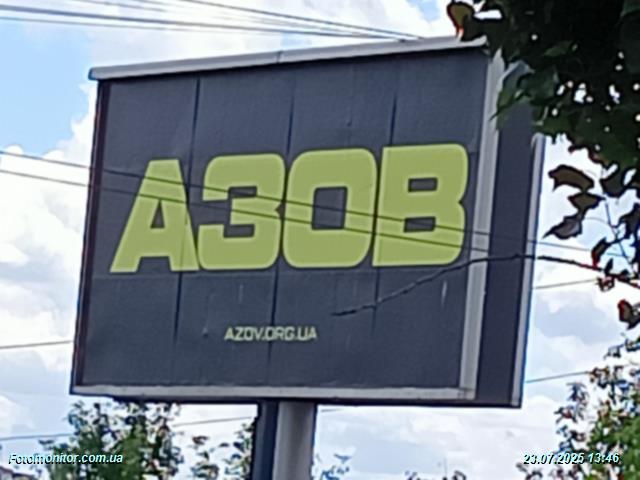 АЗОВ
AZOV.ORG.UA
Fotomonitor.com.ua
23.07.2025 13:46